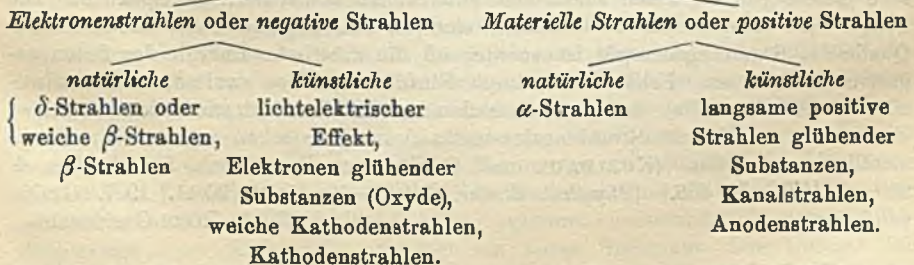 Elektronenstrahlen oder negative Strahlen Materielle Strahlen oder positive Strahlen
natürliche künstliche natürliche künstliche
δ-Strahlen oder lichtelektrischer α-Strahlen langsame positive
weiche β-Strahlen, Effekt, Strahlen glühender
β-Strahlen Elektronen glühender Substanzen,
Substanzen (Oxyde), Kanalstrahlen,
weiche Kathodenstrahlen, Anodenstrahlen.
Kathodenstrahlen.